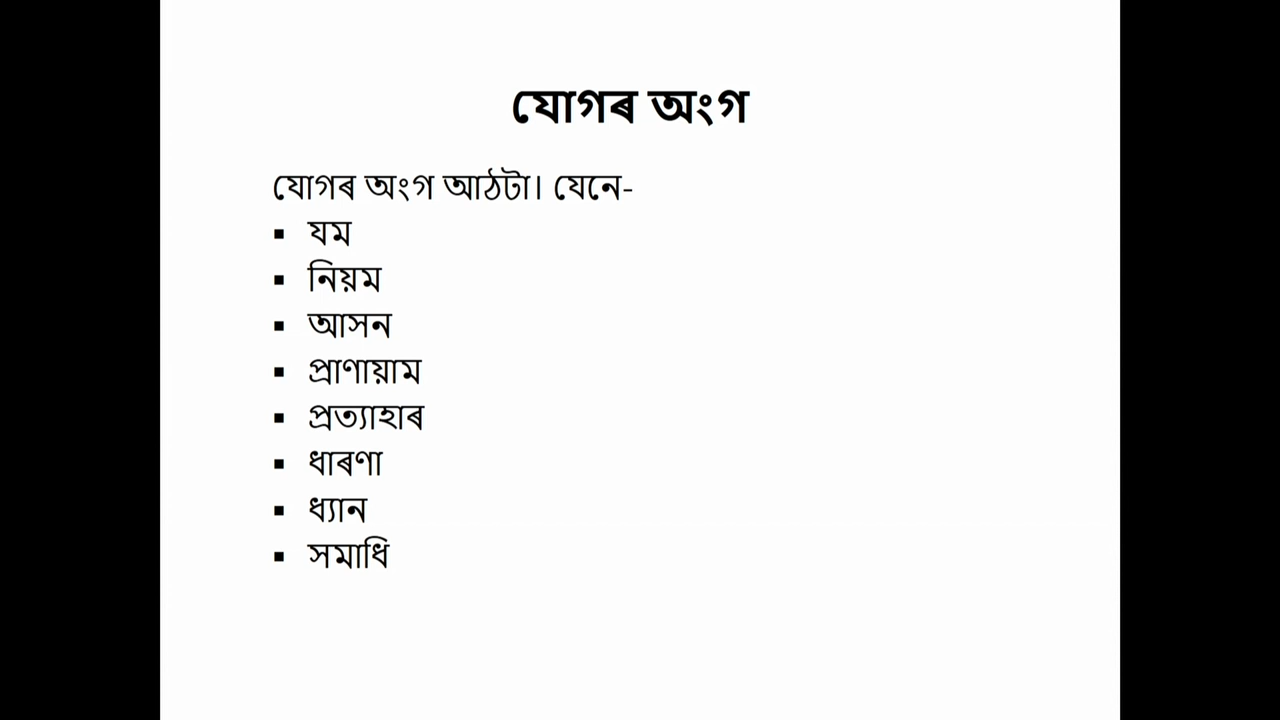 যোগৰ অংগ
যোগৰ অংগ আঠটা। যেনে-
▪ যম
▪ নিয়ম
▪ আসন
▪ প্ৰাণায়াম
▪ প্ৰত্যাহাৰ
▪ ধাৰণা
▪ ধ্যান
▪ সমাধি